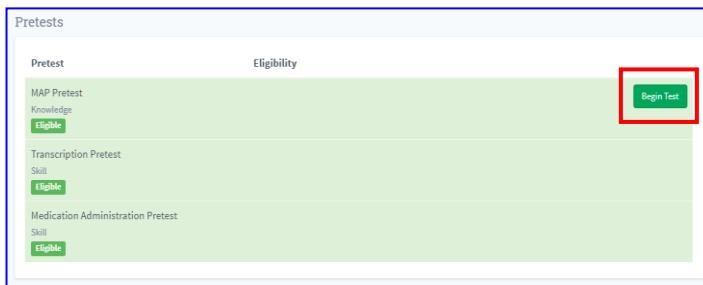 Pretests
Pretest Eligibility
MAP Pretest
Begin Test
Knowledge
Eligible
Transcription Pretest
Skill
Eligible
Medication Administration Pretest
Skill
Eligible